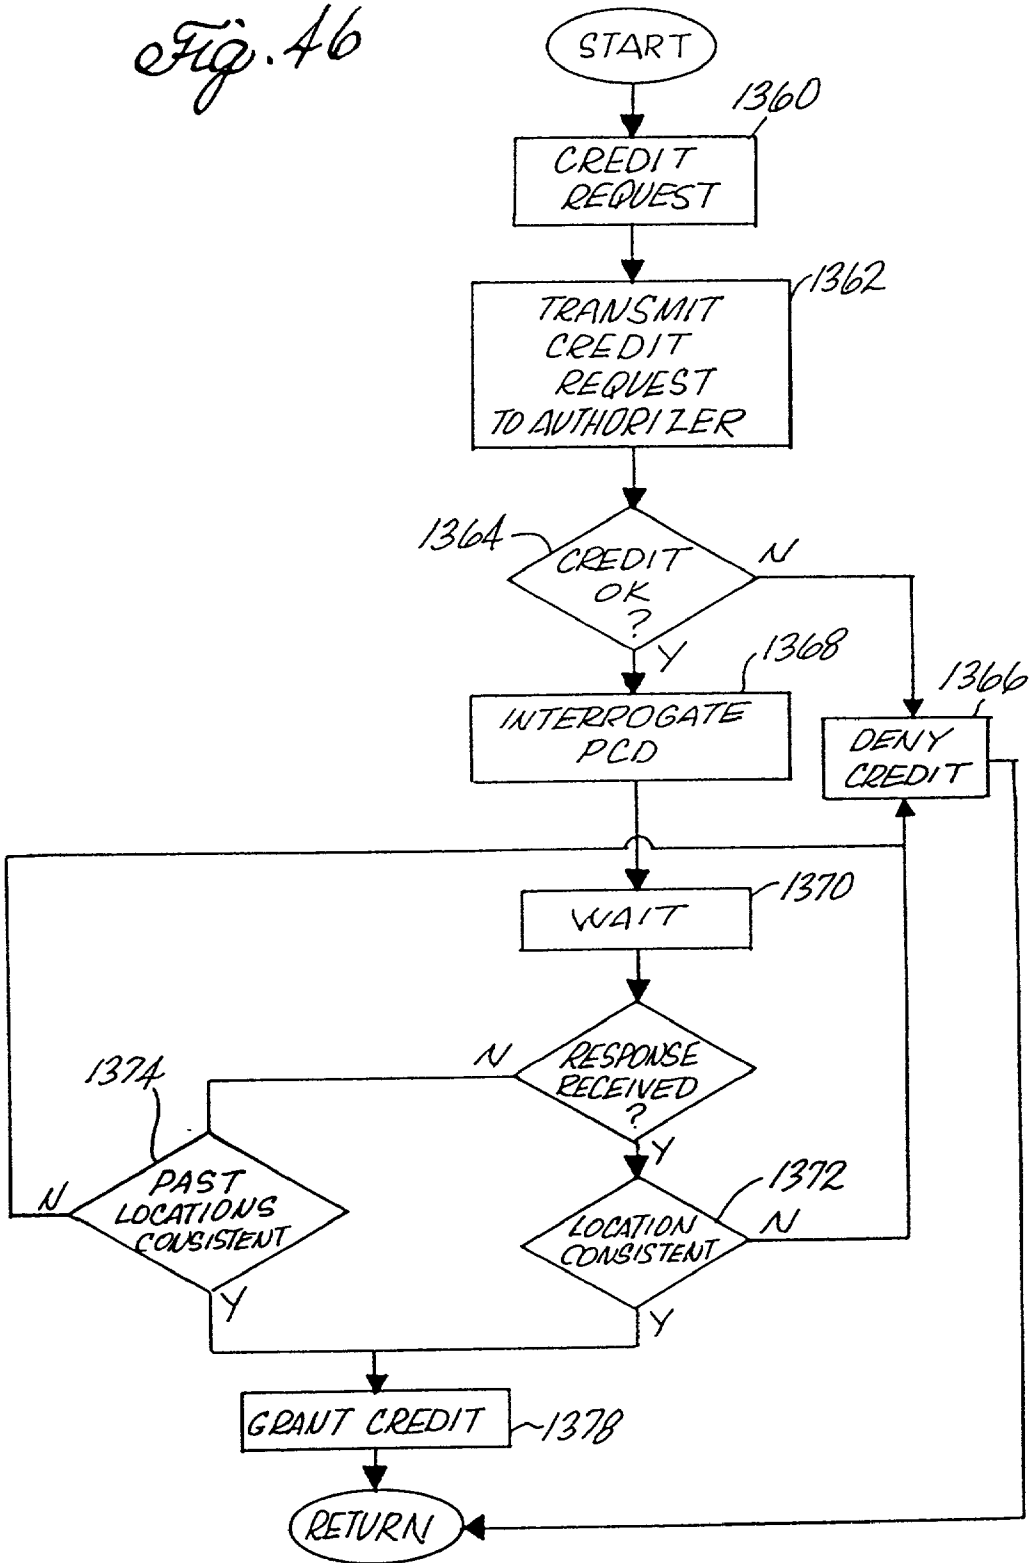 Fig. 46
START
1360
CREDIT
REQUEST
1362
TRANSMIT
CREDIT
REQUEST
TO AUTHORIZER
1364
CREDIT
OK
?
N
Y
1368
INTERROGATE
PCD
1366
DENY
CREDIT
1370
WAIT
N
RESPONSE
RECEIVED
?
Y
1374
PAST
LOCATIONS
CONSISTENT
N
Y
1372
LOCATION
CONSISTENT
N
Y
GRANT CREDIT
1378
RETURN